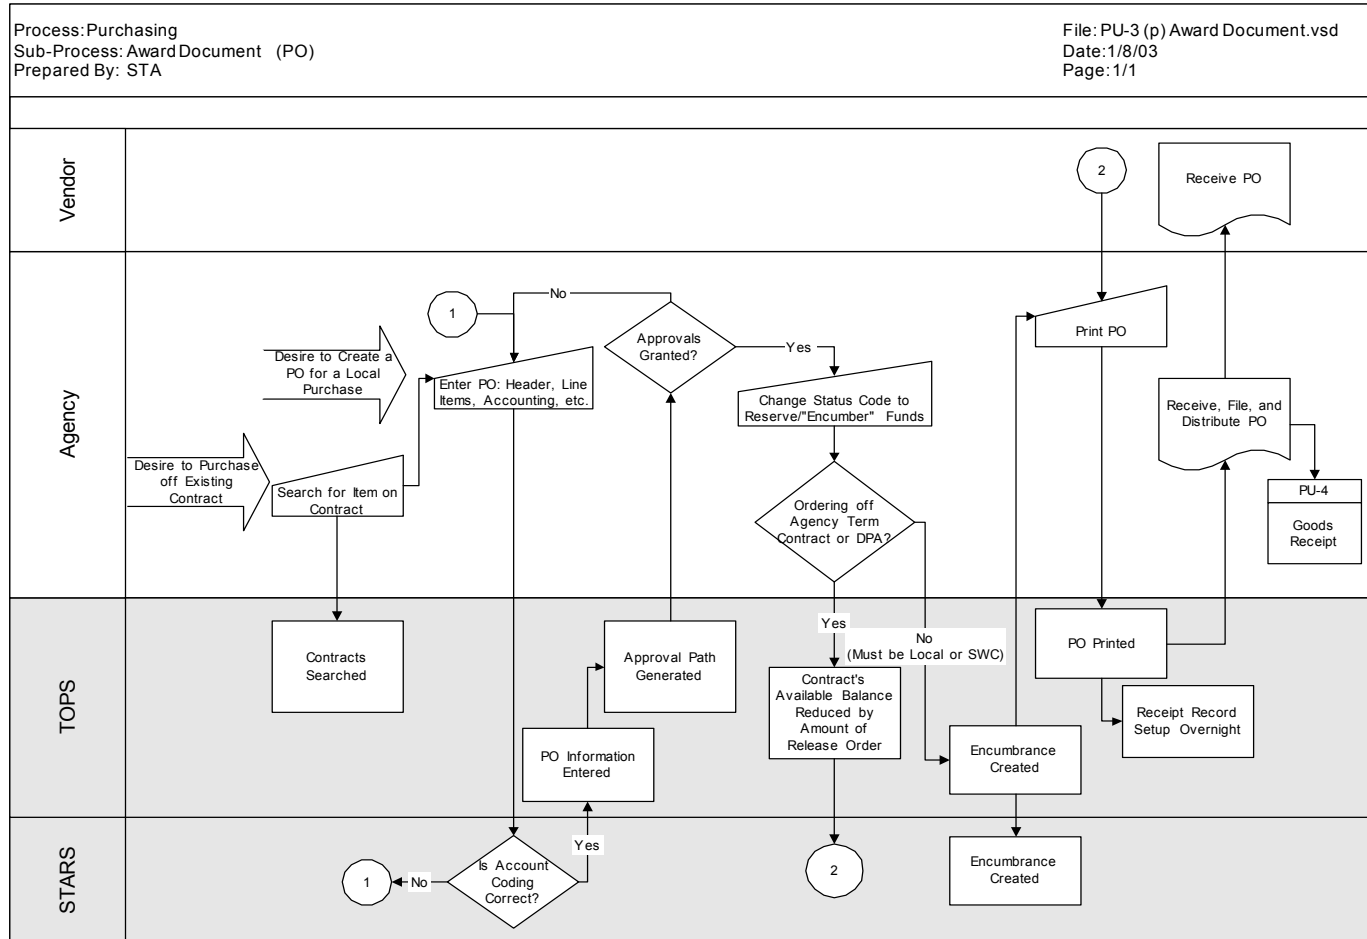 Process: Purchasing
Sub-Process: Award Document (PO)
Prepared By: STA
File: PU-3 (p) Award Document.vsd
Date: 1/8/03
Page: 1/1
Vendor
2
Receive PO
Agency
1
No
Desire to Create a
PO for a Local
Purchase
Enter PO: Header, Line
Items, Accounting, etc.
Approvals
Granted?
Yes
Change Status Code to
Reserve/"Encumber" Funds
Print PO
Receive, File, and
Distribute PO
Desire to Purchase
off Existing
Contract
Search for Item on
Contract
Ordering off
Agency Term
Contract or DPA?
PU-4
Goods
Receipt
TOPS
Contracts
Searched
Approval Path
Generated
Yes
No
(Must be Local or SWC)
PO Printed
PO Information
Entered
Contract's
Available Balance
Reduced by
Amount of
Release Order
Encumbrance
Created
Receipt Record
Setup Overnight
STARS
1
No
Is Account
Coding
Correct?
Yes
2
Encumbrance
Created